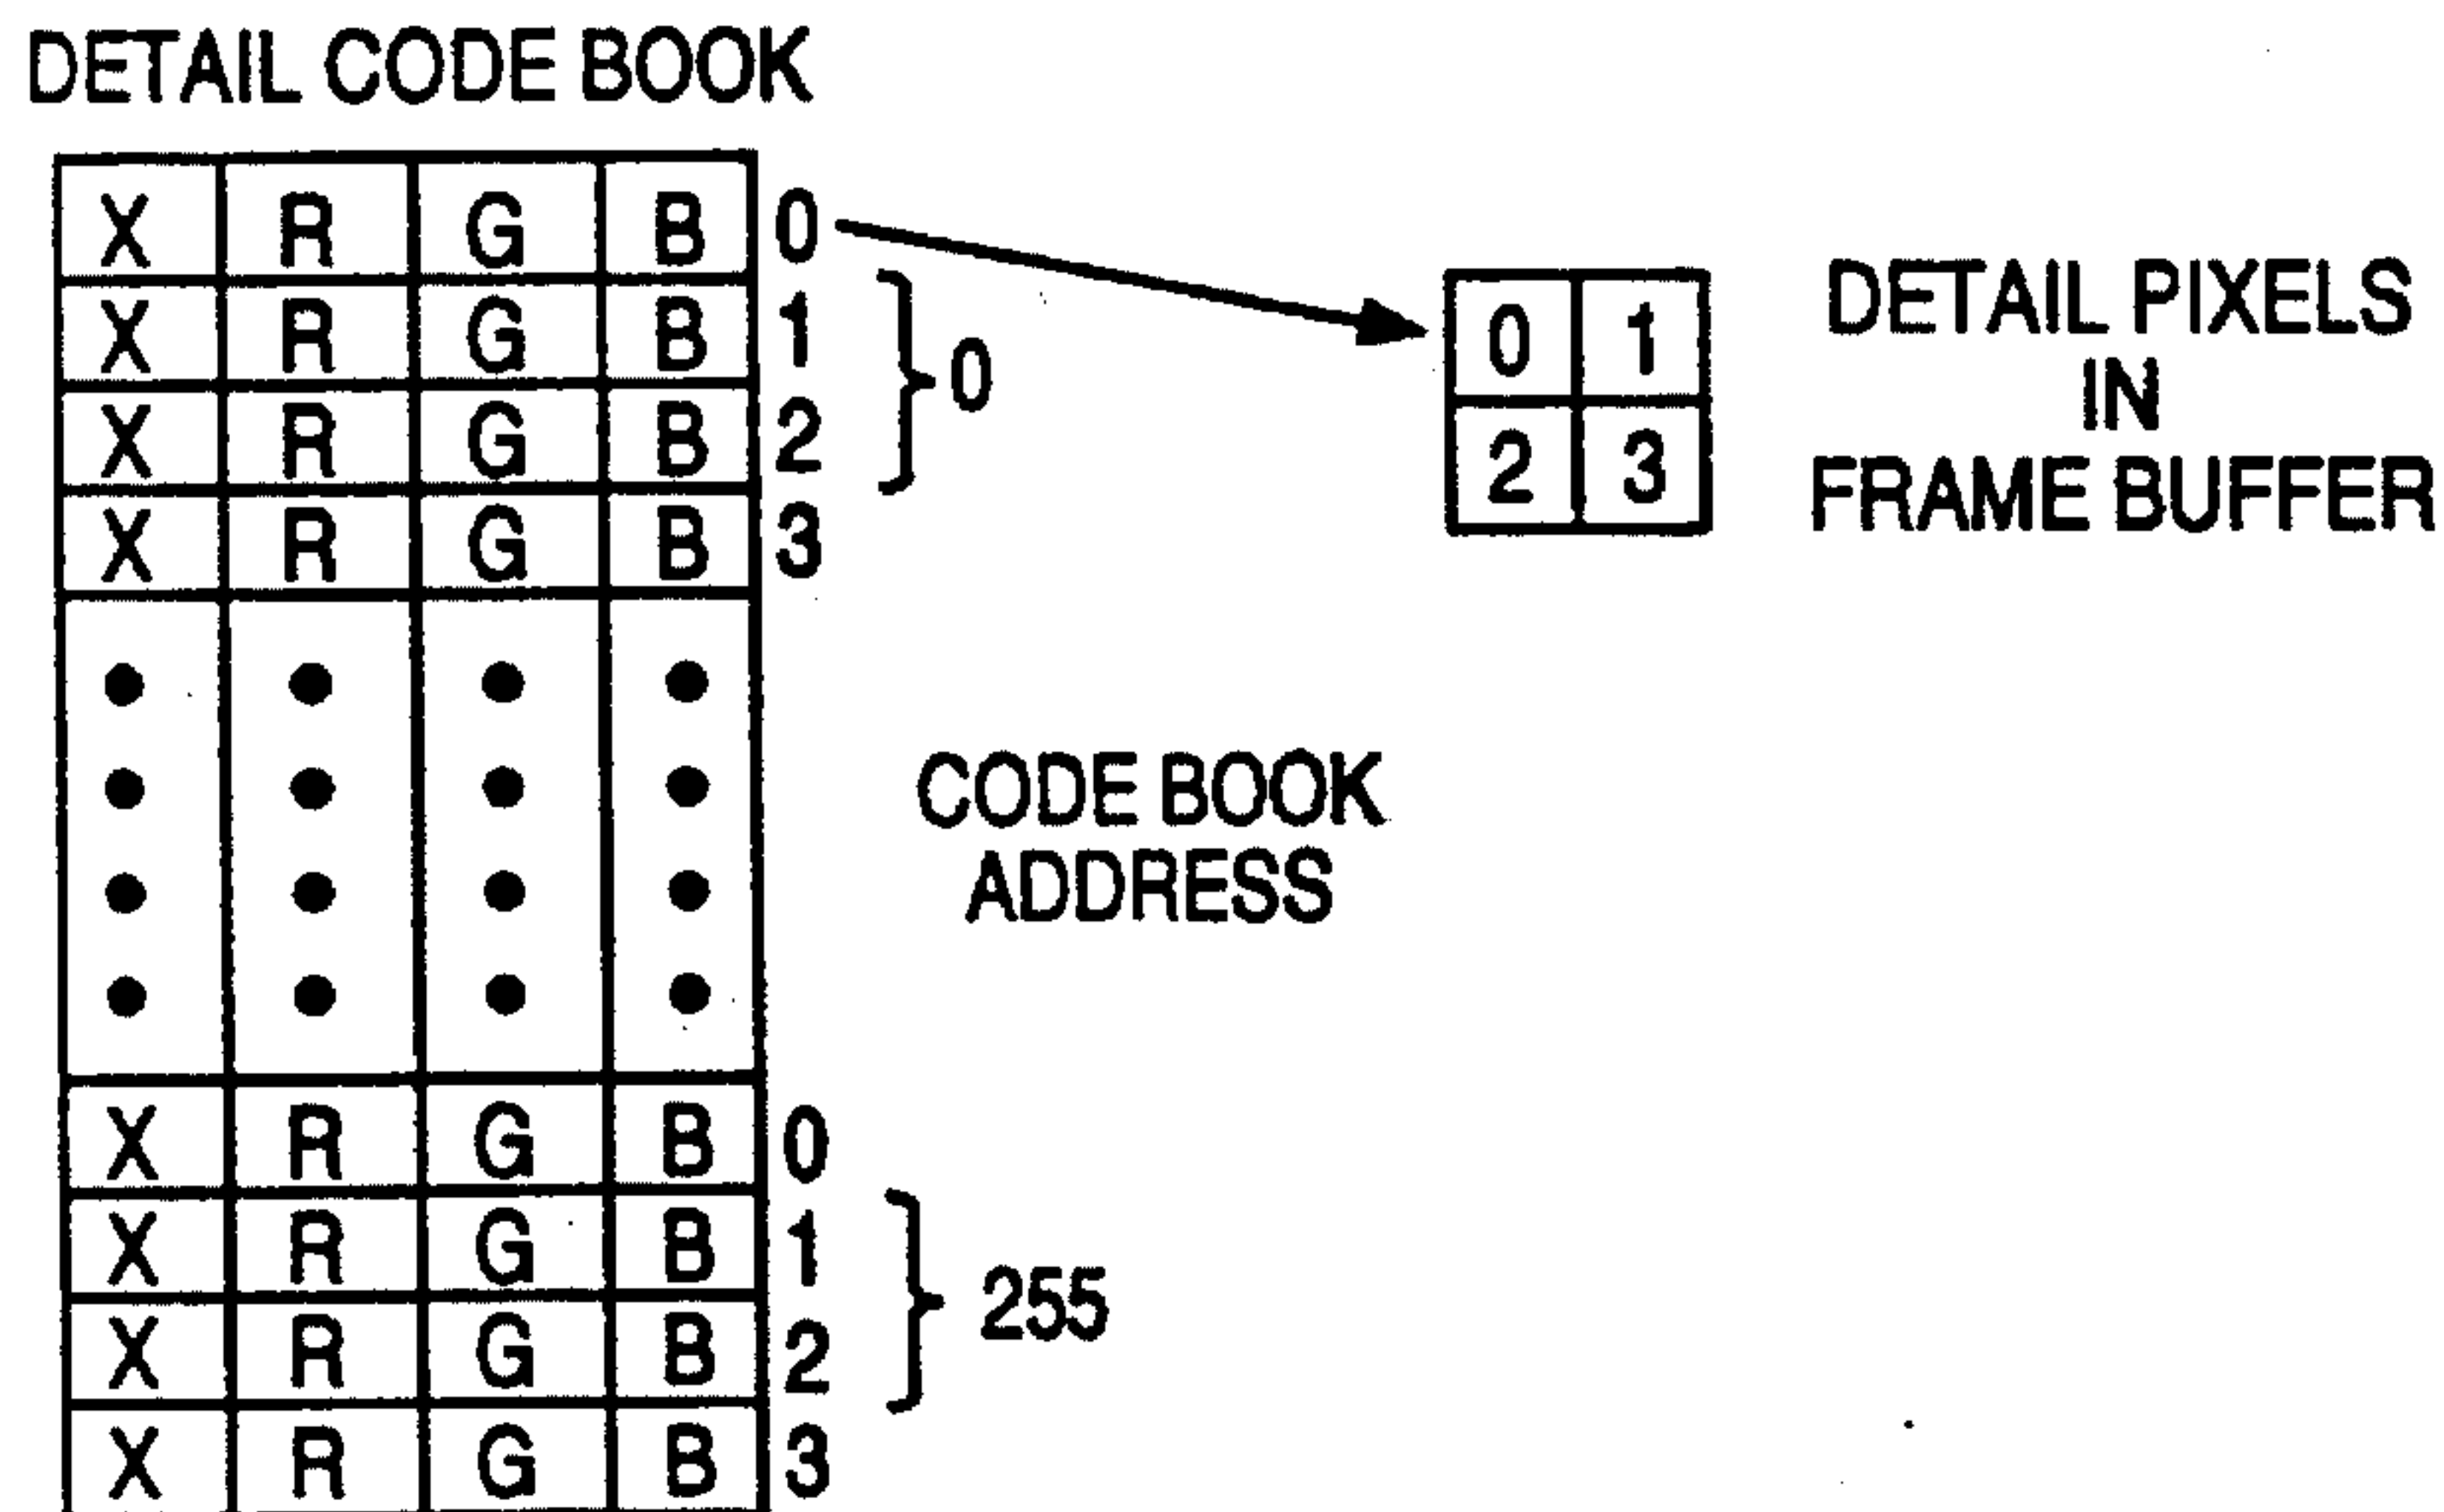 DETAIL CODE BOOK
X R G B 0
X R G B 1
X R G B 2
X R G B 3
0
0 1
2 3
DETAIL PIXELS
IN
FRAME BUFFER
CODE BOOK
ADDRESS
X R G B 0
X R G B 1
X R G B 2
X R G B 3
255